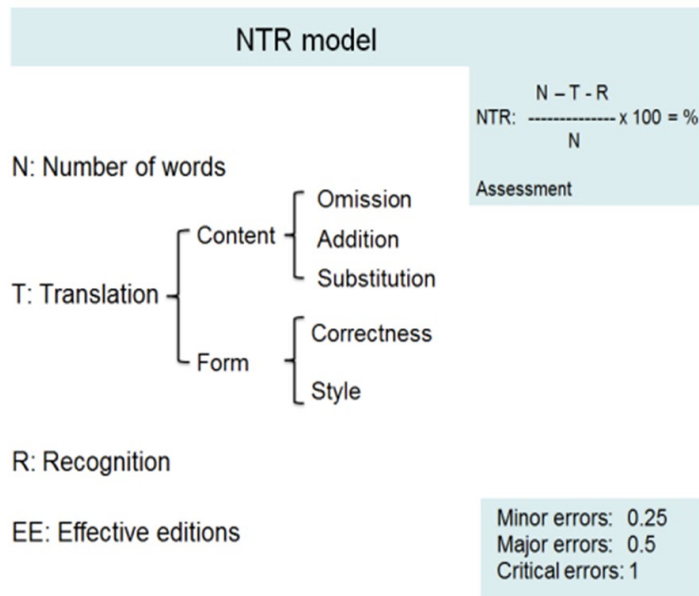 NTR model
N – T - R
NTR: -------------- x 100 = %
N
Assessment
N: Number of words
T: Translation
Content
Omission
Addition
Substitution
Form
Correctness
Style
R: Recognition
EE: Effective editions
Minor errors: 0.25
Major errors: 0.5
Critical errors: 1